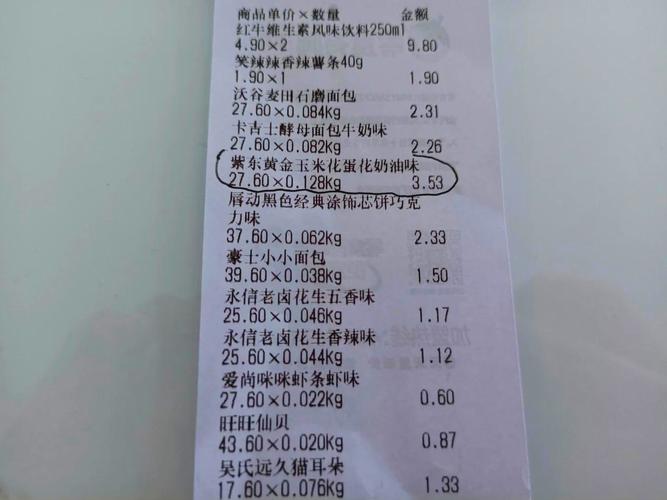 商品单价×数量 金额
红牛维生素风味饮料250ml
4.90×2 9.80
笑辣辣香辣薯条40g
1.90×1 1.90
沃谷麦田石磨面包
27.60×0.084kg 2.31
卡吉士酵母面包牛奶味
27.60×0.082kg 2.26
紫东黄金玉米花蛋花奶油味
27.60×0.128kg 3.53
唇动黑色经典涂饰芯饼巧克
力味
37.60×0.062kg 2.33
豪士小小面包
39.60×0.038kg 1.50
永信老卤花生五香味
25.60×0.046kg 1.17
永信老卤花生香辣味
25.60×0.044kg 1.12
爱尚咪咪虾条虾味
27.60×0.022kg 0.60
旺旺仙贝
43.60×0.020kg 0.87
吴氏远久猫耳朵
17.60×0.076kg 1.33